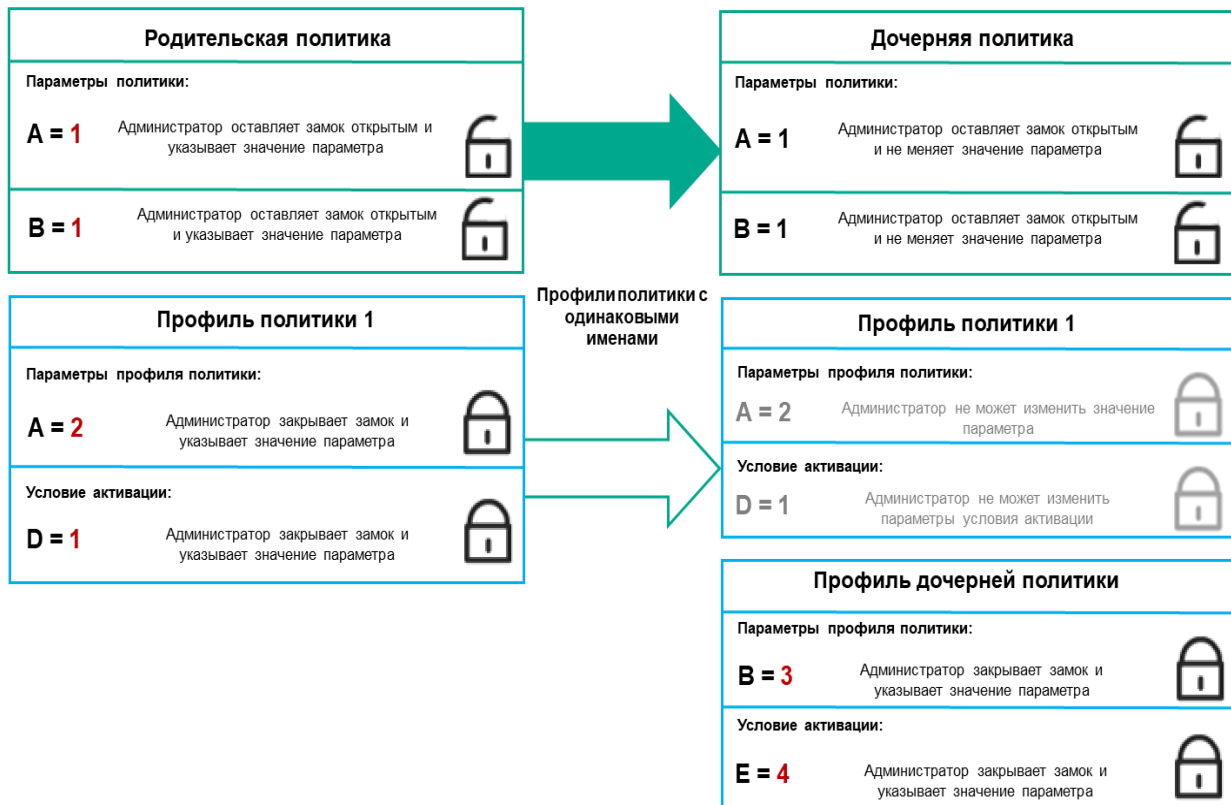 Родительская политика
Параметры политики:
A = 1
Администратор оставляет замок открытым и
указывает значение параметра
B = 1
Администратор оставляет замок открытым
и указывает значение параметра
Дочерняя политика
Параметры политики:
A = 1
Администратор оставляет замок открытым
и не меняет значение параметра
B = 1
Администратор оставляет замок открытым
и не меняет значение параметра
Профили политики с
одинаковыми
именами
Профиль политики 1
Параметры профиля политики:
A = 2
Администратор закрывает замок и
указывает значение параметра
Условие активации:
D = 1
Администратор закрывает замок и
указывает значение параметра
Профиль политики 1
Параметры профиля политики:
A = 2
Администратор не может изменить значение
параметра
Условие активации:
D = 1
Администратор не может изменить
параметры условия активации
Профиль дочерней политики
Параметры профиля политики:
B = 3
Администратор закрывает замок и
указывает значение параметра
Условие активации:
E = 4
Администратор закрывает замок и
указывает значение параметра